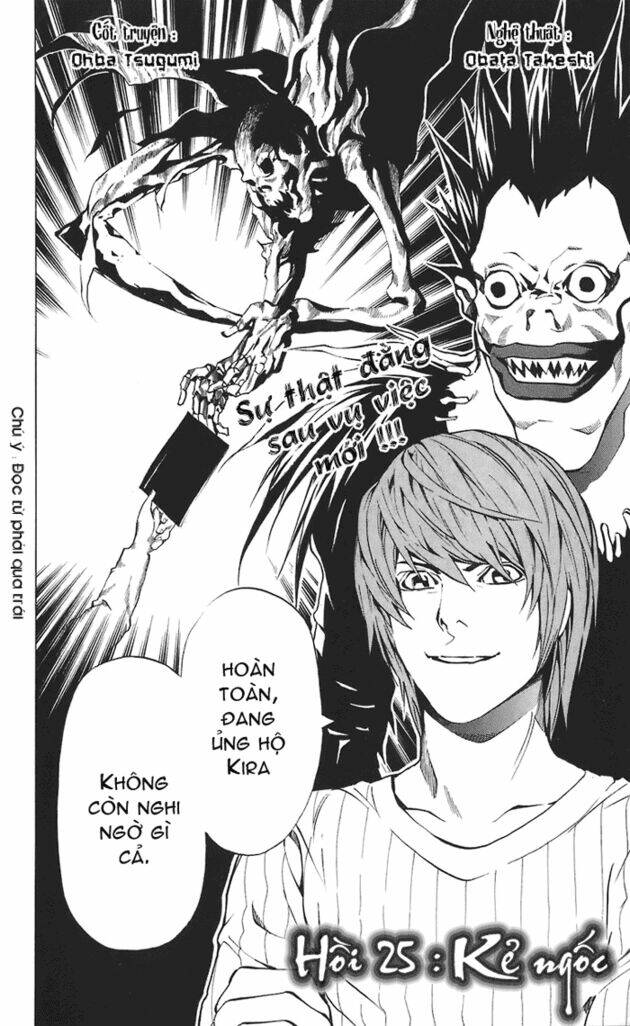 Cốt truyện :
Ohba Tsugumi
Nghệ thuật :
Obata Takeshi
Sự thật đằng
sau vụ việc
mới !!!
Chú ý : Đọc từ phải qua trái
HOÀN
TOÀN,
ĐANG
ỦNG HỘ
KIRA
KHÔNG
CÒN NGHI
NGỜ GÌ
CẢ.
Hồi 25 : Kẻ ngốc